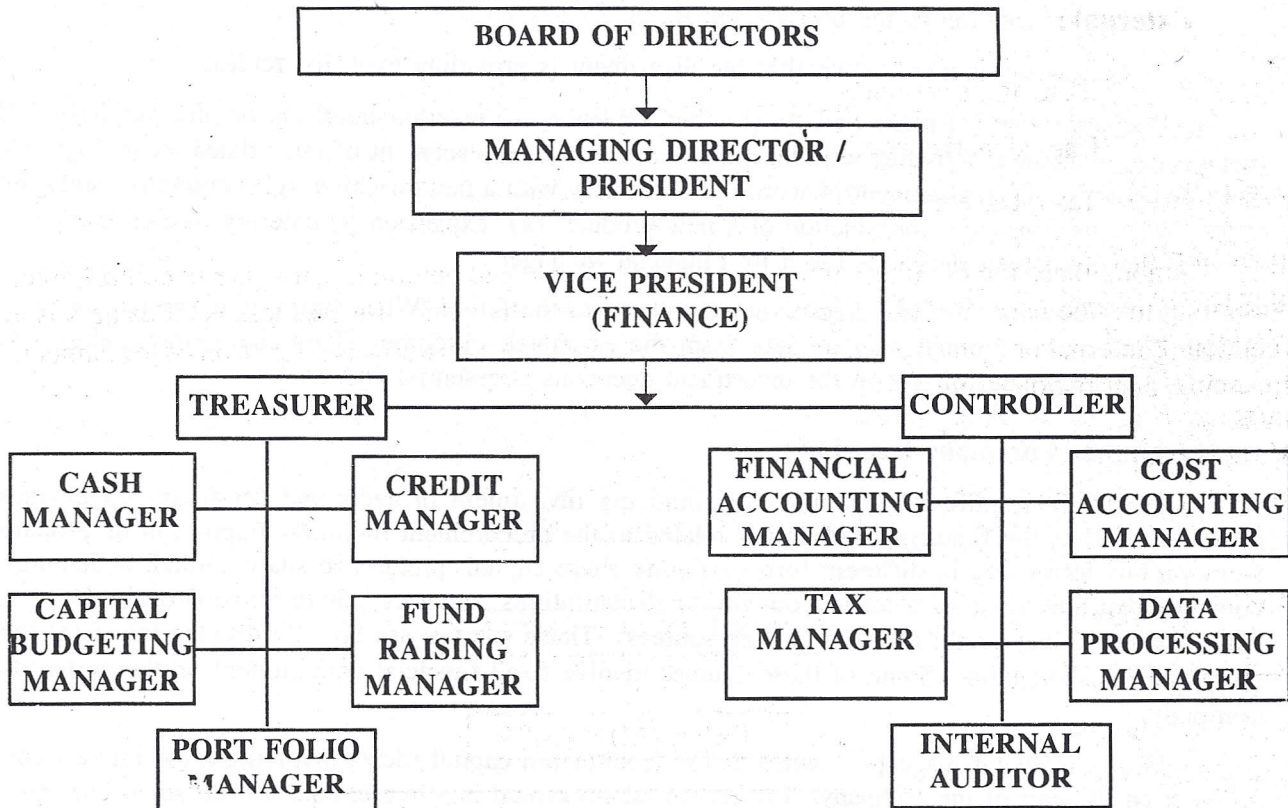 BOARD OF DIRECTORS
MANAGING DIRECTOR /
PRESIDENT
VICE PRESIDENT
(FINANCE)
TREASURER
CONTROLLER
CASH
MANAGER
CREDIT
MANAGER
FINANCIAL
ACCOUNTING
MANAGER
COST
ACCOUNTING
MANAGER
CAPITAL
BUDGETING
MANAGER
FUND
RAISING
MANAGER
TAX
MANAGER
DATA
PROCESSING
MANAGER
PORT FOLIO
MANAGER
INTERNAL
AUDITOR